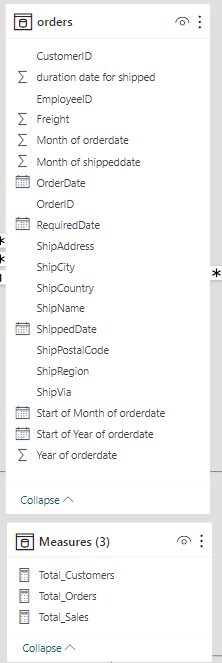 orders
CustomerID
duration date for shipped
EmployeeID
Freight
Month of orderdate
Month of shippeddate
OrderDate
OrderID
RequiredDate
ShipAddress
ShipCity
ShipCountry
ShipName
ShippedDate
ShipPostalCode
ShipRegion
ShipVia
Start of Month of orderdate
Start of Year of orderdate
Year of orderdate
Collapse
Measures (3)
Total_Customers
Total_Orders
Total_Sales
Collapse